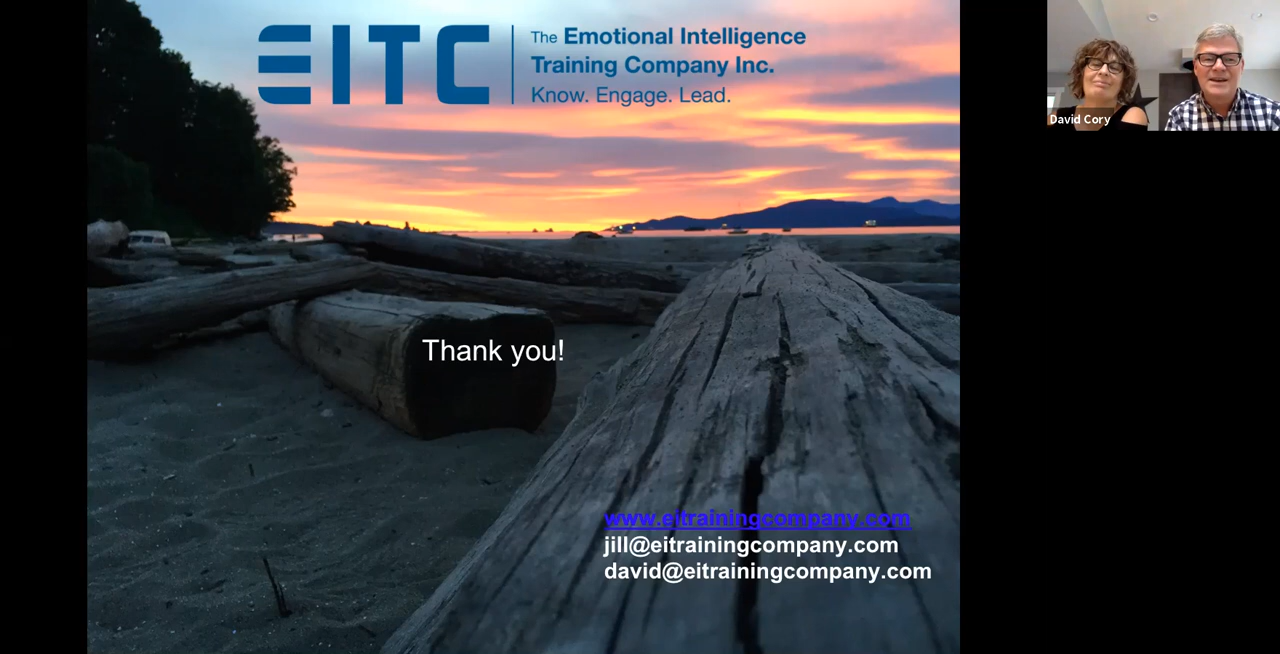 EITC
The Emotional Intelligence
Training Company Inc.
Know. Engage. Lead.
David Cory
Thank you!
www.eitrainingcompany.com
jill@eitrainingcompany.com
david@eitrainingcompany.com